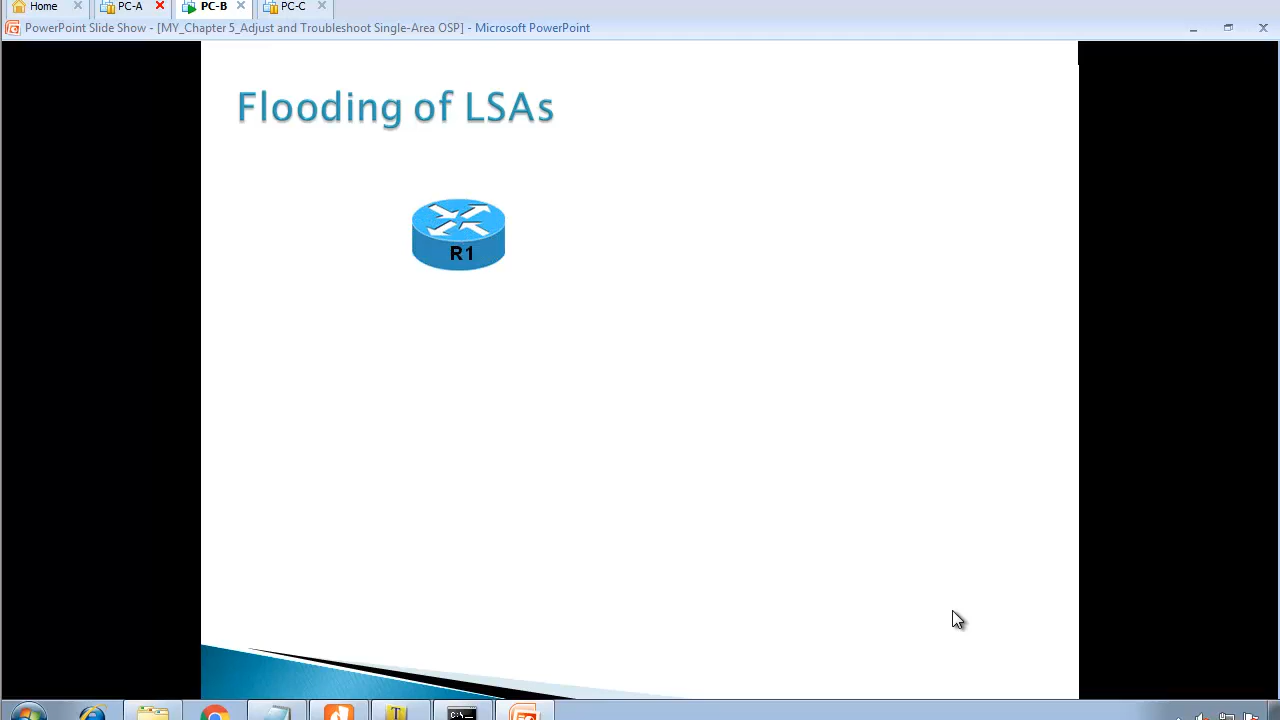 Home
PC-A
PC-B
PC-C
PowerPoint Slide Show - [MY_Chapter 5_Adjust and Troubleshoot Single-Area OSP] - Microsoft PowerPoint
Flooding of LSAs
R1